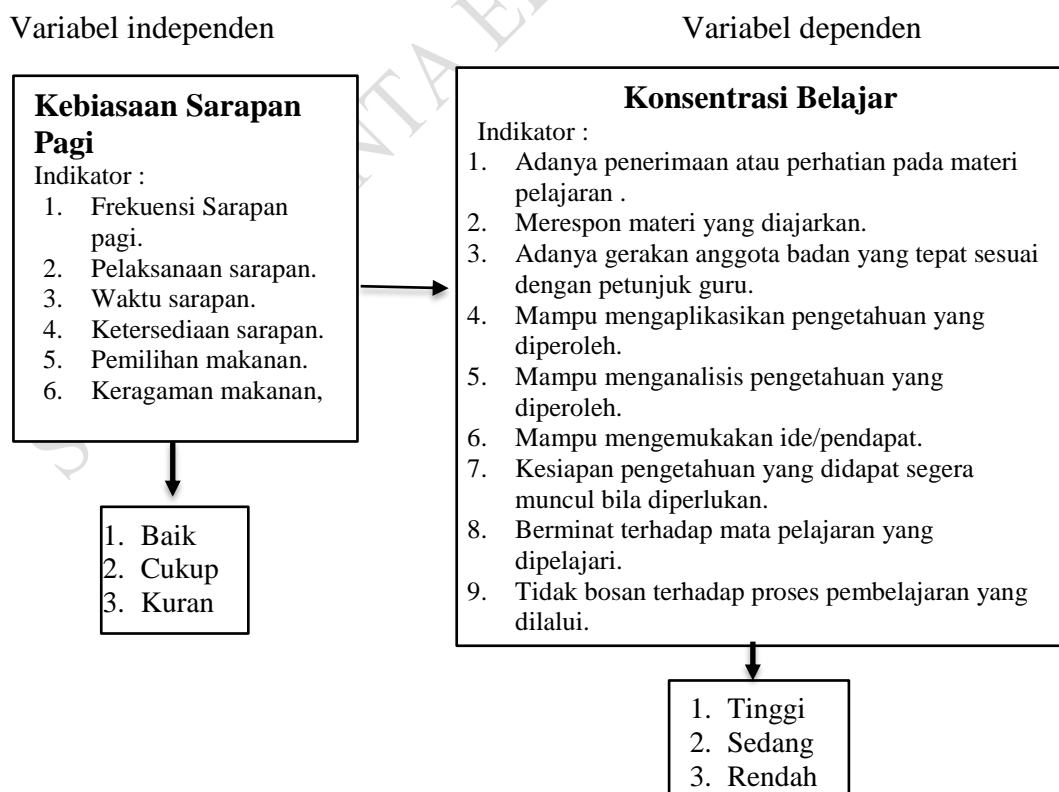 Variabel independen
Variabel dependen
Kebiasaan Sarapan
Pagi
Indikator :
1. Frekuensi Sarapan
pagi.
2. Pelaksanaan sarapan.
3. Waktu sarapan.
4. Ketersediaan sarapan.
5. Pemilihan makanan.
6. Keragaman makanan,
1. Baik
2. Cukup
3. Kuran
Konsentrasi Belajar
Indikator :
1. Adanya penerimaan atau perhatian pada materi
pelajaran .
2. Merespon materi yang diajarkan.
3. Adanya gerakan anggota badan yang tepat sesuai
dengan petunjuk guru.
4. Mampu mengaplikasikan pengetahuan yang
diperoleh.
5. Mampu menganalisis pengetahuan yang
diperoleh.
6. Mampu mengemukakan ide/pendapat.
7. Kesiapan pengetahuan yang didapat segera
muncul bila diperlukan.
8. Berminat terhadap mata pelajaran yang
dipelajari.
9. Tidak bosan terhadap proses pembelajaran yang
dilalui.
1. Tinggi
2. Sedang
3. Rendah